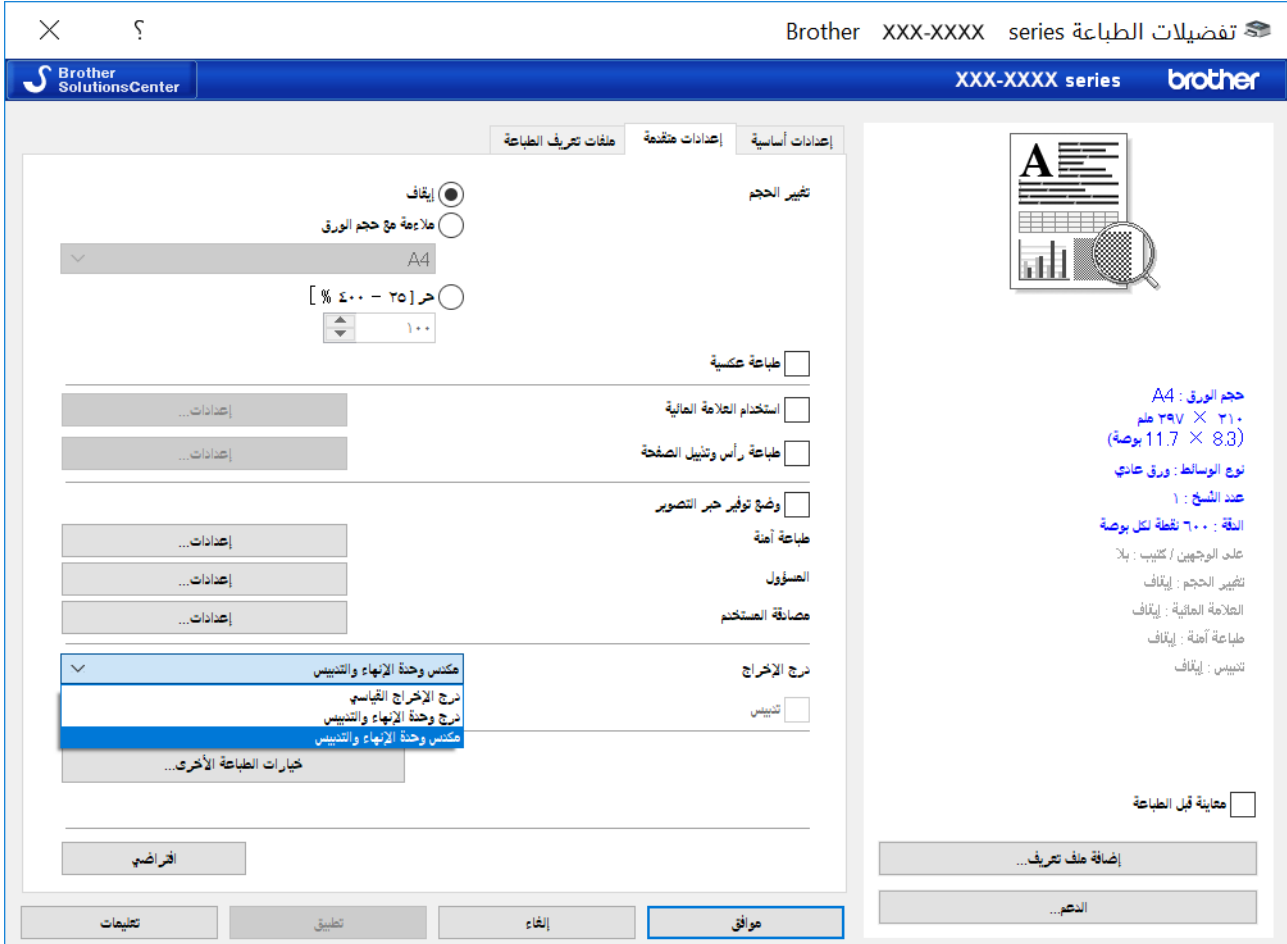 تفضيلات الطباعة Brother XXX-XXXX series
؟
Brother
SolutionsCenter
XXX-XXXX series
brother
إعدادات أساسية
إعدادات متقدمة
ملفات تعريف الطباعة
A
حجم الورق : A4
٢١٠ × ٢٩٧ ملم
(8.3 × 11.7 بوصة)
نوع الوسائط : ورق عادي
عدد النُسخ : ١
الدقة : ٦٠٠ نقطة لكل بوصة
على الوجهين / كتيب : بلا
تغيير الحجم : إيقاف
العلامة المائية : إيقاف
طباعة آمنة : إيقاف
تدبيس : إيقاف
معاينة قبل الطباعة
إضافة ملف تعريف...
الدعم...
تغيير الحجم
إيقاف
ملاءمة مع حجم الورق
A4
حر [٢٥ – ٤٠٠ % ]
١٠٠
طباعة عكسية
استخدام العلامة المائية
إعدادات...
طباعة رأس وتذييل الصفحة
إعدادات...
وضع توفير حبر التصوير
طباعة آمنة
إعدادات...
المسؤول
إعدادات...
مصادقة المستخدم
إعدادات...
درج الإخراج
مكدس وحدة الإنهاء والتدبيس
درج الإخراج القياسي
درج وحدة الإنهاء والتدبيس
مكدس وحدة الإنهاء والتدبيس
تدبيس
خيارات الطباعة الأخرى...
افتراضي
موافق
إلغاء
تطبيق
تعليمات